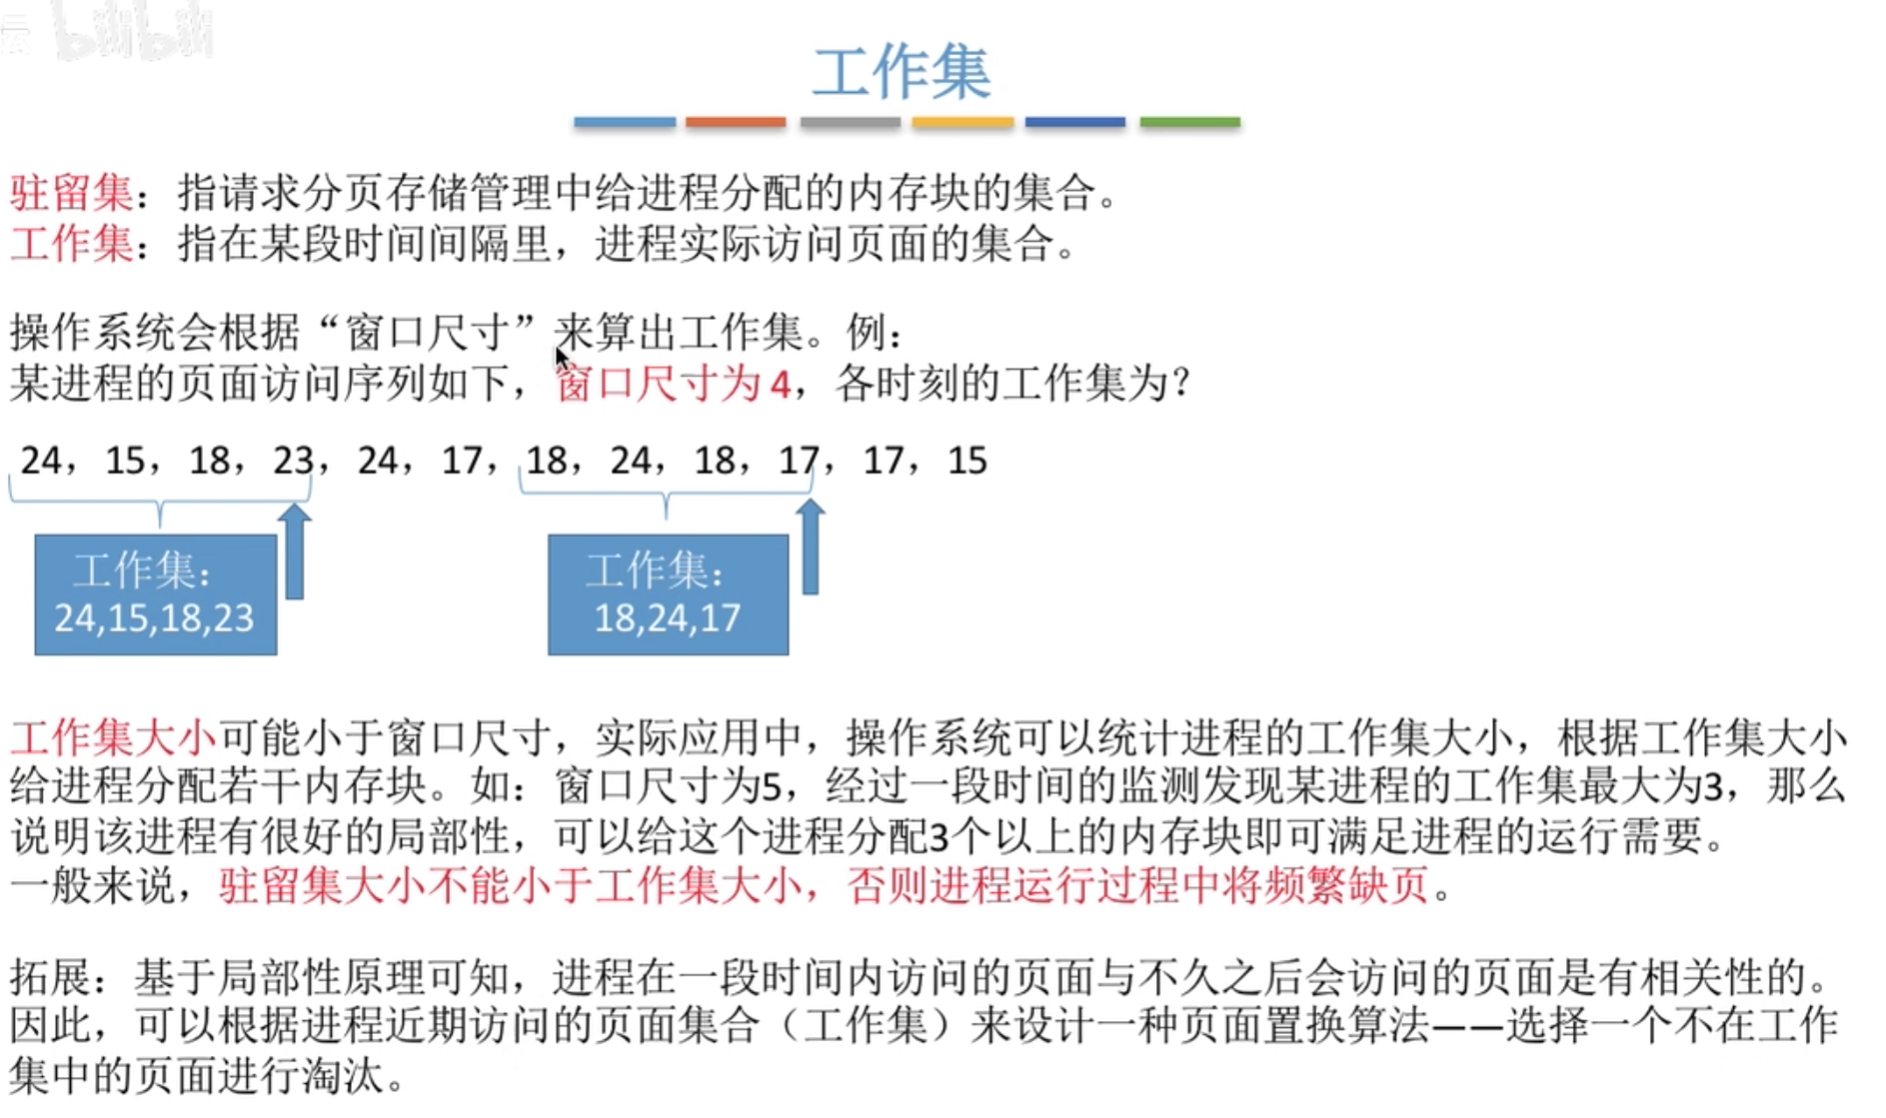 bilibili
工作集
驻留集：指请求分页存储管理中给进程分配的内存块的集合。
工作集：指在某段时间间隔里，进程实际访问页面的集合。
操作系统会根据“窗口尺寸”来算出工作集。例：
某进程的页面访问序列如下，窗口尺寸为4，各时刻的工作集为？
24，15，18，23，24，17，18，24，18，17，17，15
工作集：
24,15,18,23
工作集：
18,24,17
工作集大小可能小于窗口尺寸，实际应用中，操作系统可以统计进程的工作集大小，根据工作集大小
给进程分配若干内存块。如：窗口尺寸为5，经过一段时间的监测发现某进程的工作集最大为3，那么
说明该进程有很好的局部性，可以给这个进程分配3个以上的内存块即可满足进程的运行需要。
一般来说，驻留集大小不能小于工作集大小，否则进程运行过程中将频繁缺页。
拓展：基于局部性原理可知，进程在一段时间内访问的页面与不久之后会访问的页面是有相关性的。
因此，可以根据进程近期访问的页面集合（工作集）来设计一种页面置换算法——选择一个不在工作
集中的页面进行淘汰。